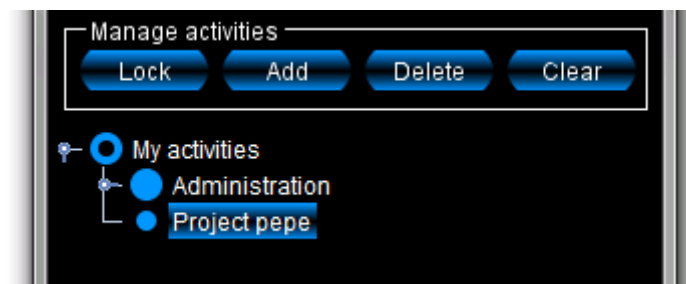 Manage activities
Lock Add Delete Clear
My activities
Administration
Project pepe